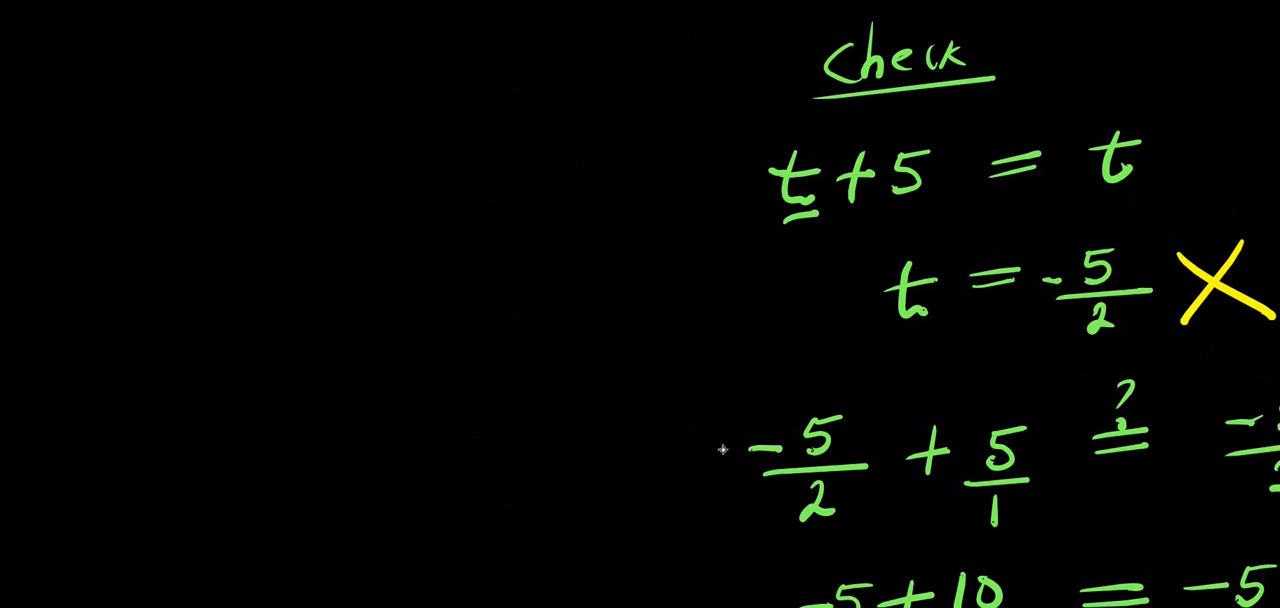 Check
t + 5 = t
t = -5/2 X
-5/2 + 5/1 ?= -
-5 + 10 = -5